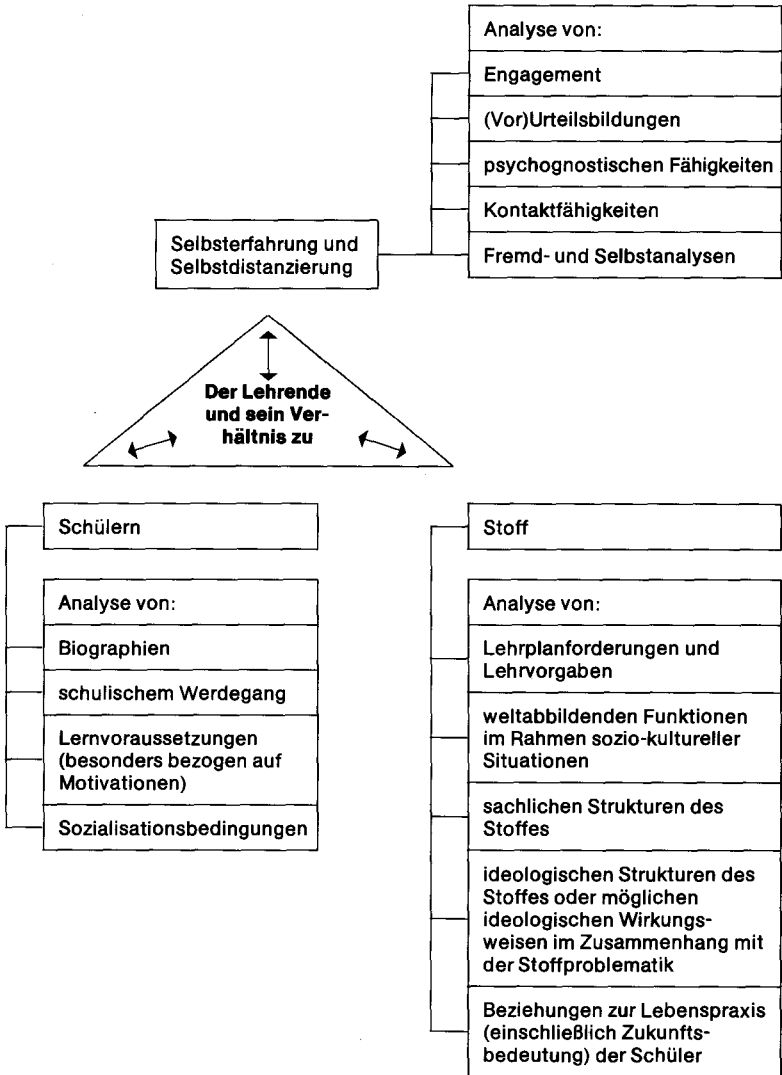 Analyse von:
Engagement
(Vor)Urteilsbildungen
psychognostischen Fähigkeiten
Kontaktfähigkeiten
Fremd- und Selbstanalysen
Selbsterfahrung und
Selbstdistanzierung
Der Lehrende
und sein Ver-
hältnis zu
Schülern
Analyse von:
Biographien
schulischem Werdegang
Lernvoraussetzungen
(besonders bezogen auf
Motivationen)
Sozialisationsbedingungen
Stoff
Analyse von:
Lehrplanforderungen und
Lehrvorgaben
weltabbildenden Funktionen
im Rahmen sozio-kultureller
Situationen
sachlichen Strukturen des
Stoffes
ideologischen Strukturen des
Stoffes oder möglichen
ideologischen Wirkungs-
weisen im Zusammenhang mit
der Stoffproblematik
Beziehungen zur Lebenspraxis
(einschließlich Zukunfts-
bedeutung) der Schüler